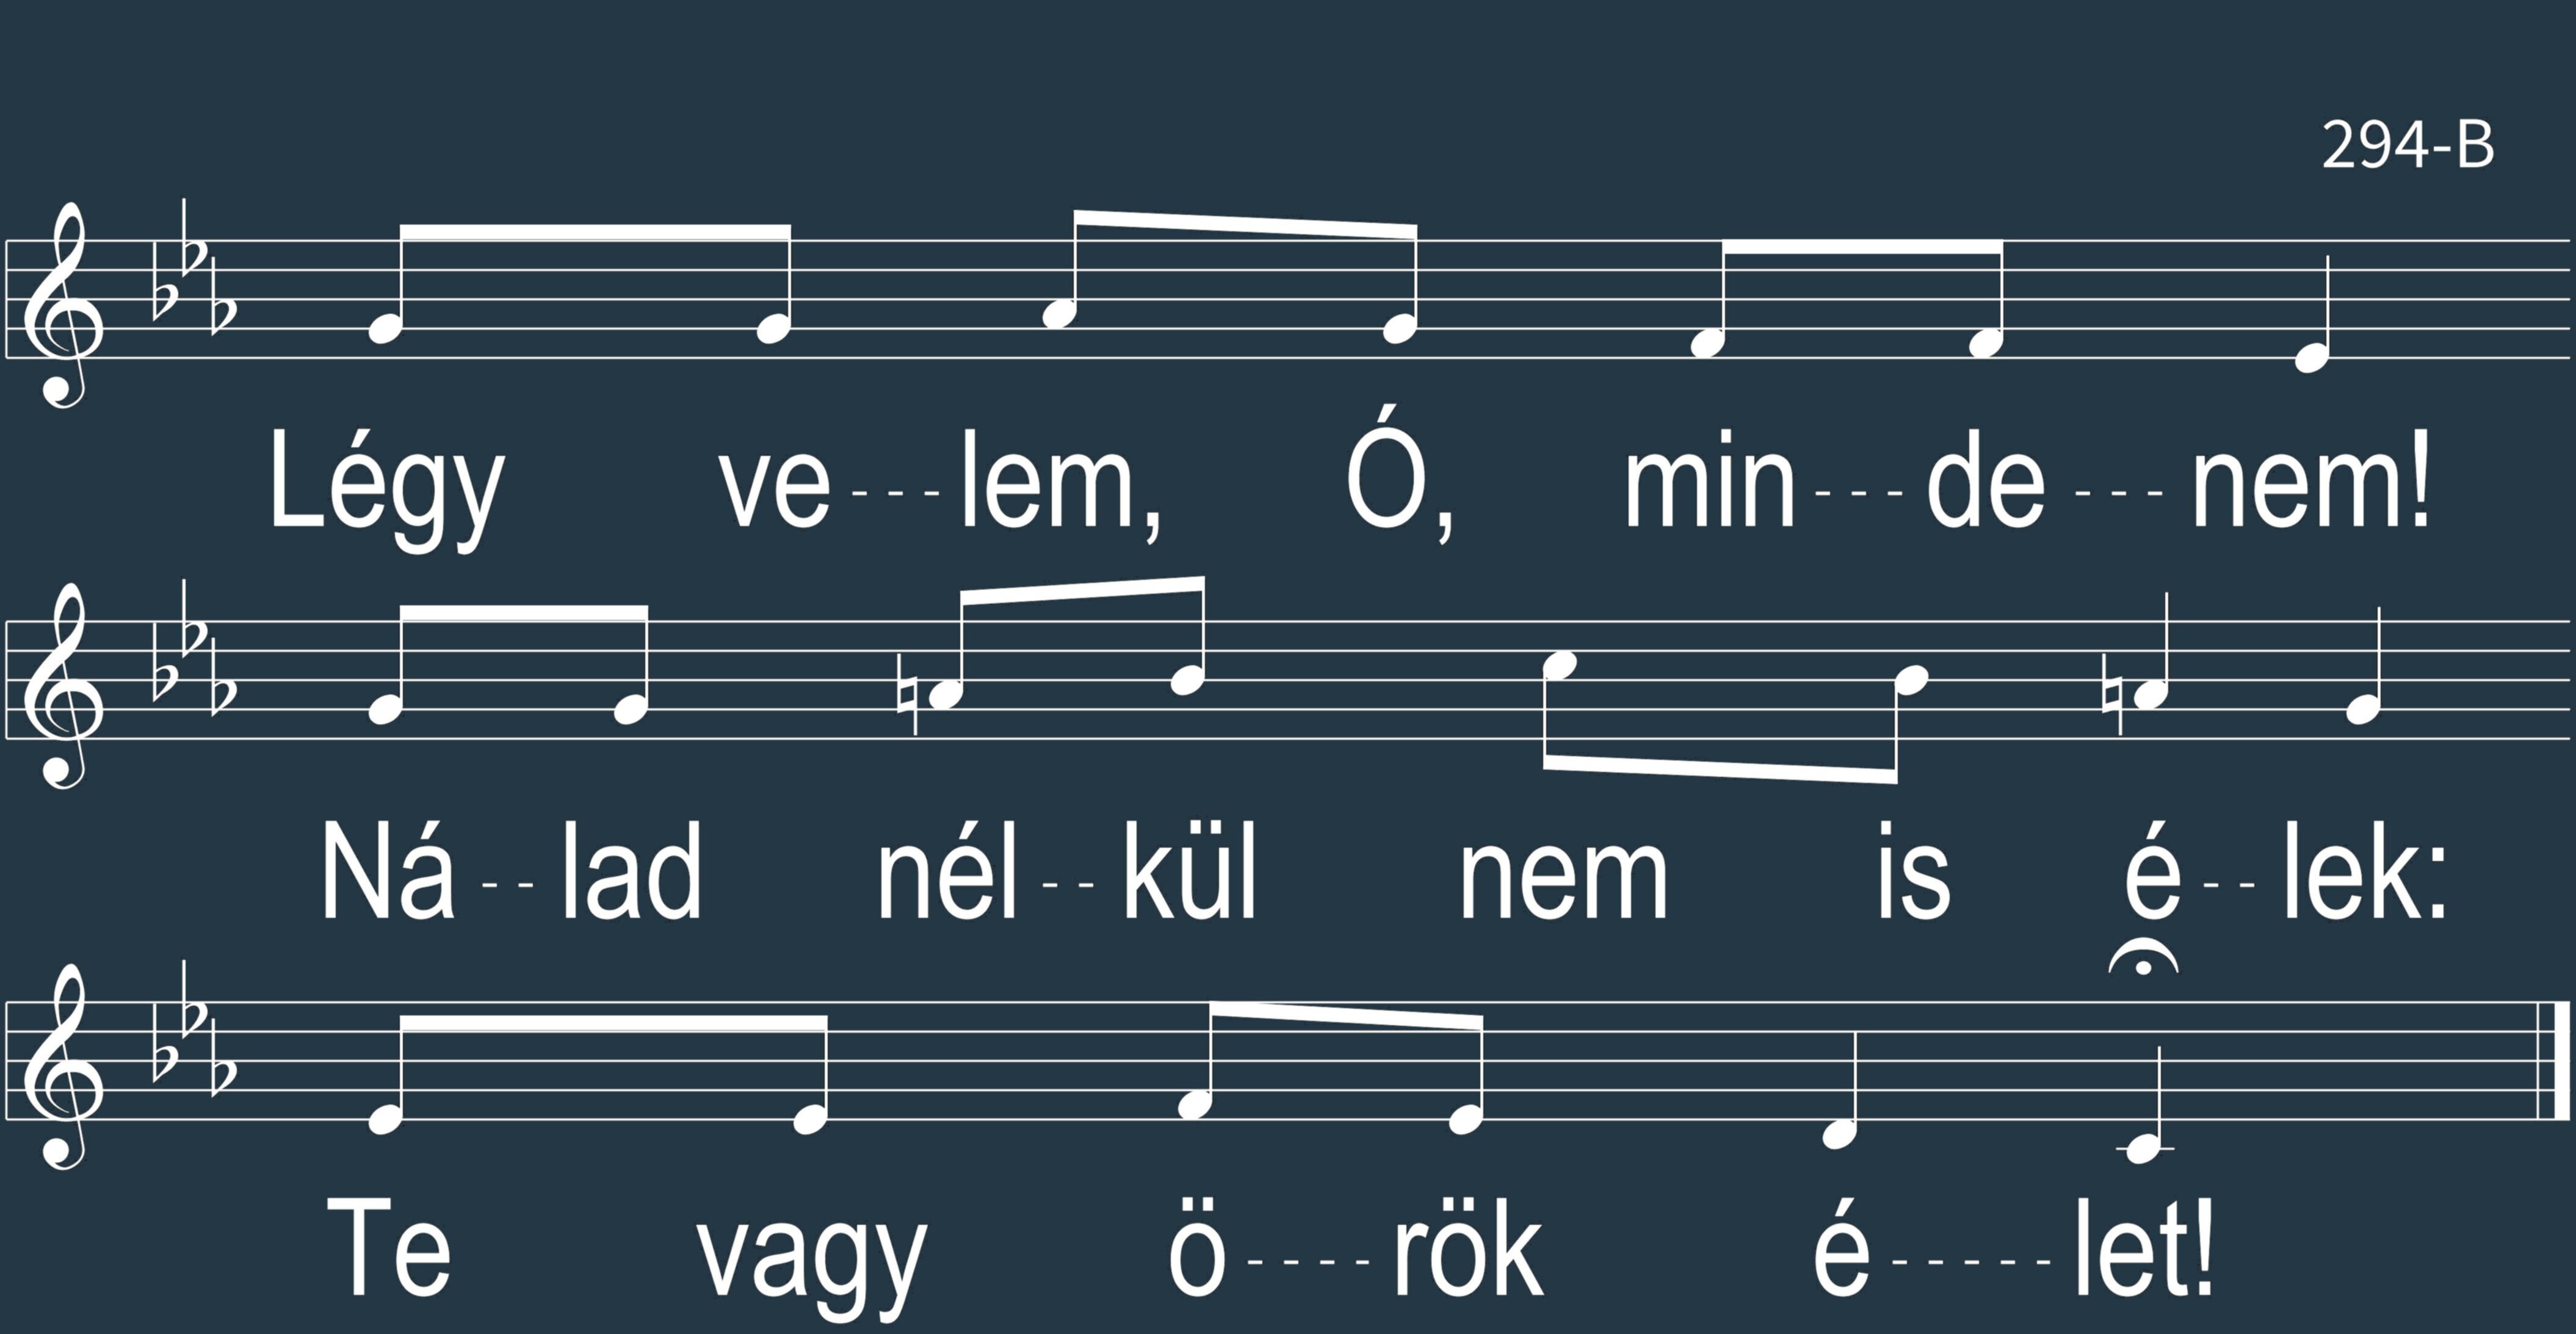 294-B
Légy ve---lem, Ó, min---de---nem!
Ná--lad nél--kül nem is é--lek:
Te vagy ö----rök é-----let!